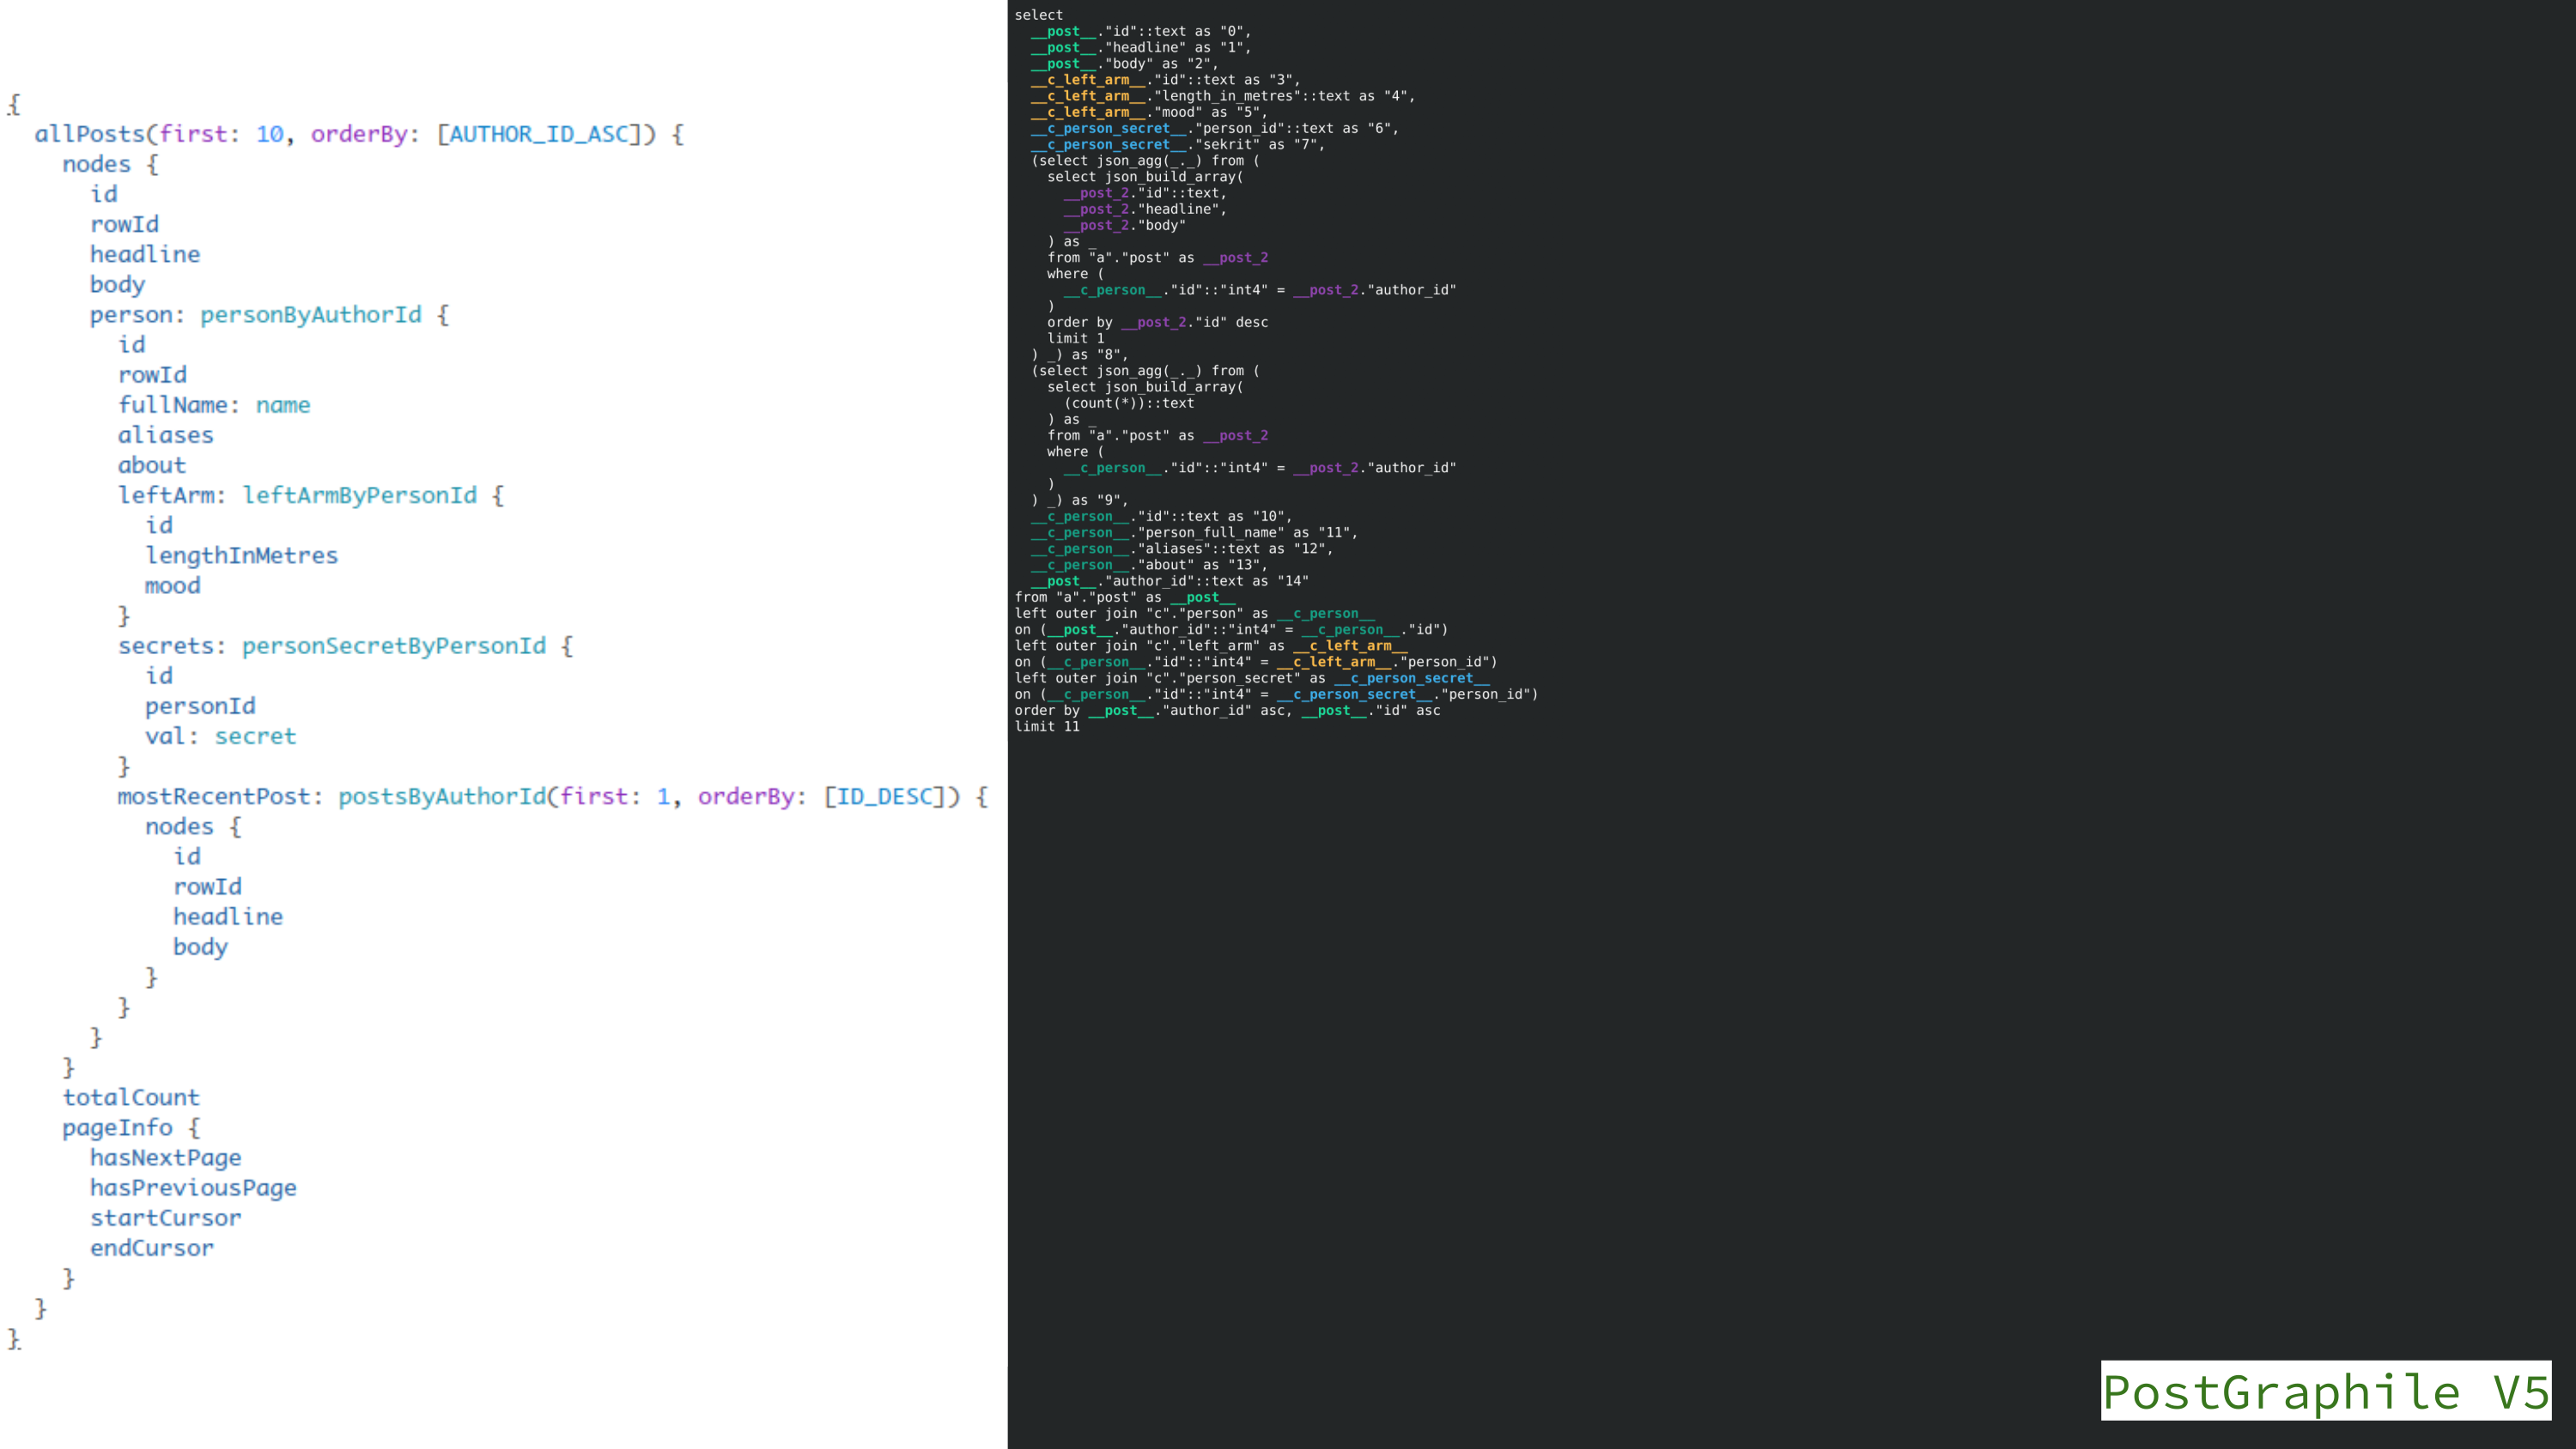 {
  allPosts(first: 10, orderBy: [AUTHOR_ID_ASC]) {
    nodes {
      id
      rowId
      headline
      body
      person: personByAuthorId {
        id
        rowId
        fullName: name
        aliases
        about
        leftArm: leftArmByPersonId {
          id
          lengthInMetres
          mood
        }
        secrets: personSecretByPersonId {
          id
          personId
          val: secret
        }
        mostRecentPost: postsByAuthorId(first: 1, orderBy: [ID_DESC]) {
          nodes {
            id
            rowId
            headline
            body
          }
        }
      }
    }
    totalCount
    pageInfo {
      hasNextPage
      hasPreviousPage
      startCursor
      endCursor
    }
  }
}
select
  __post__."id"::text as "0",
  __post__."headline" as "1",
  __post__."body" as "2",
  __c_left_arm__."id"::text as "3",
  __c_left_arm__."length_in_metres"::text as "4",
  __c_left_arm__."mood" as "5",
  __c_person_secret__."person_id"::text as "6",
  __c_person_secret__."sekrit" as "7",
  (select json_agg(_._) from (
    select json_build_array(
      __post_2."id"::text,
      __post_2."headline",
      __post_2."body"
    ) as _
    from "a"."post" as __post_2
    where (
      __c_person__."id"::"int4" = __post_2."author_id"
    )
    order by __post_2."id" desc
    limit 1
  ) _) as "8",
  (select json_agg(_._) from (
    select json_build_array(
      (count(*))::text
    ) as _
    from "a"."post" as __post_2
    where (
      __c_person__."id"::"int4" = __post_2."author_id"
    )
  ) _) as "9",
  __c_person__."id"::text as "10",
  __c_person__."person_full_name" as "11",
  __c_person__."aliases"::text as "12",
  __c_person__."about" as "13",
  __post__."author_id"::text as "14"
from "a"."post" as __post__
left outer join "c"."person" as __c_person__
on (__post__."author_id"::"int4" = __c_person__."id")
left outer join "c"."left_arm" as __c_left_arm__
on (__c_person__."id"::"int4" = __c_left_arm__."person_id")
left outer join "c"."person_secret" as __c_person_secret__
on (__c_person__."id"::"int4" = __c_person_secret__."person_id")
order by __post__."author_id" asc, __post__."id" asc
limit 11
PostGraphile V5